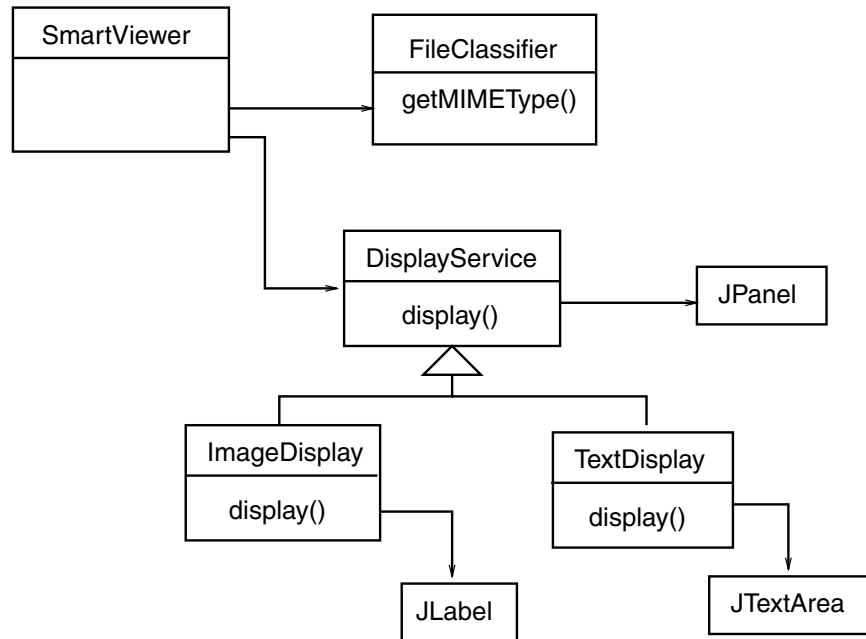 SmartViewer
FileClassifier
getMIMEType()
DisplayService
display()
JPanel
ImageDisplay
display()
TextDisplay
display()
JLabel
JTextArea